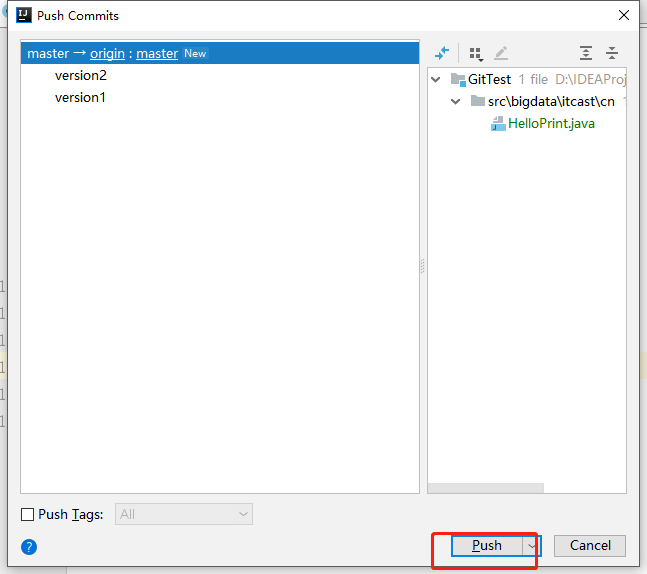 Push Commits
master → origin : master New
version2
version1
GitTest 1 file D:\IDEAProj
src\bigdata\itcast\cn
HelloPrint.java
Push Tags:
All
?
Push
Cancel